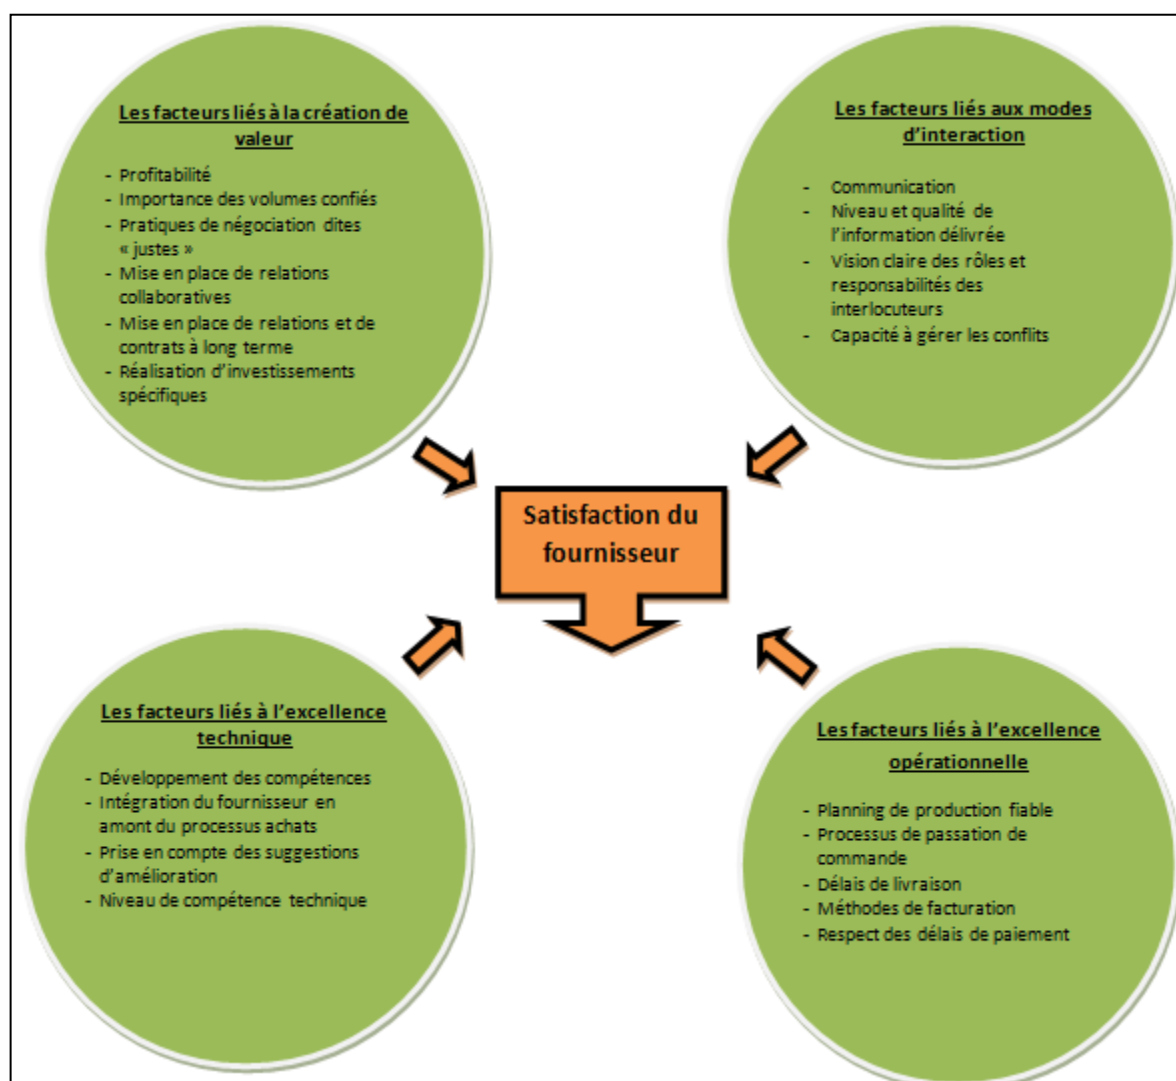 Les facteurs liés à la création de
valeur
- Profitabilité
- Importance des volumes confiés
- Pratiques de négociation dites
« justes »
- Mise en place de relations
collaboratives
- Mise en place de relations et de
contrats à long terme
- Réalisation d’investissements
spécifiques
Les facteurs liés aux modes
d’interaction
- Communication
- Niveau et qualité de
l’information délivrée
- Vision claire des rôles et
responsabilités des
interlocuteurs
- Capacité à gérer les conflits
Satisfaction du
fournisseur
Les facteurs liés à l’excellence
technique
- Développement des compétences
- Intégration du fournisseur en
amont du processus achats
- Prise en compte des suggestions
d’amélioration
- Niveau de compétence technique
Les facteurs liés à l’excellence
opérationnelle
- Planning de production fiable
- Processus de passation de
commande
- Délais de livraison
- Méthodes de facturation
- Respect des délais de paiement